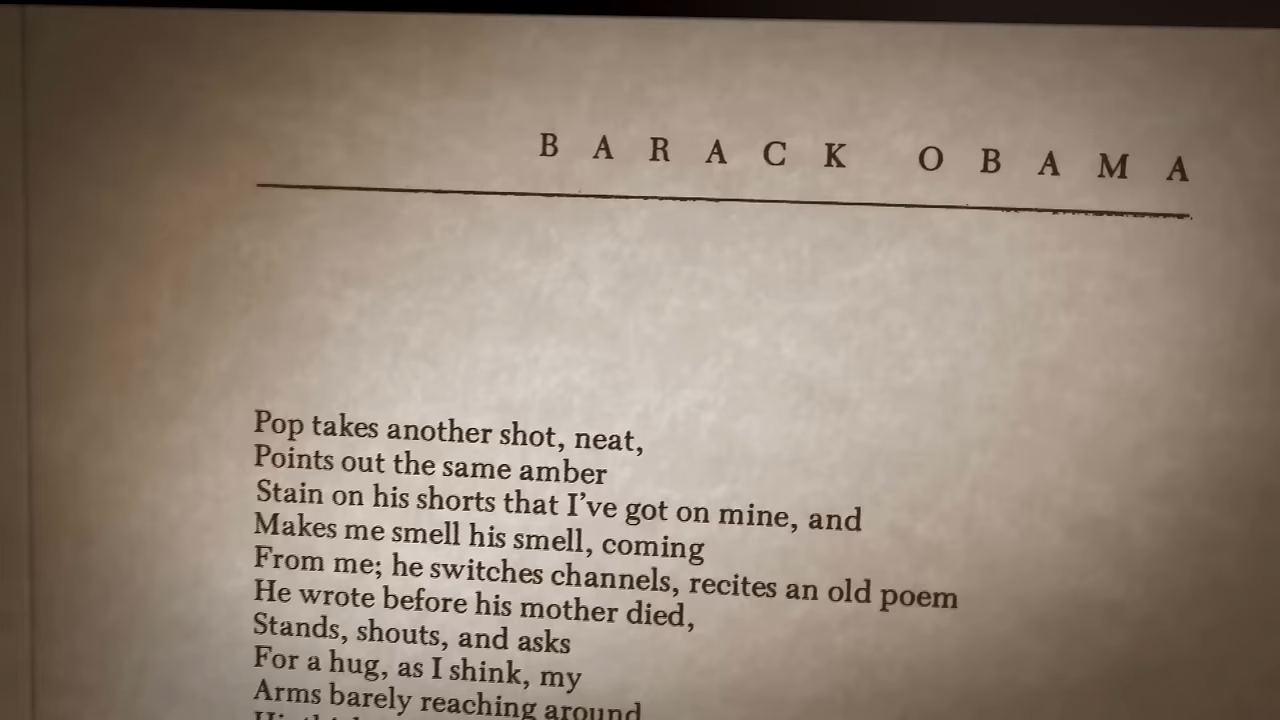 BARACK OBAMA
Pop takes another shot, neat,
Points out the same amber
Stain on his shorts that I've got on mine, and
Makes me smell his smell, coming
From me; he switches channels, recites an old poem
He wrote before his mother died,
Stands, shouts, and asks
For a hug, as I shink, my
Arms barely reaching around